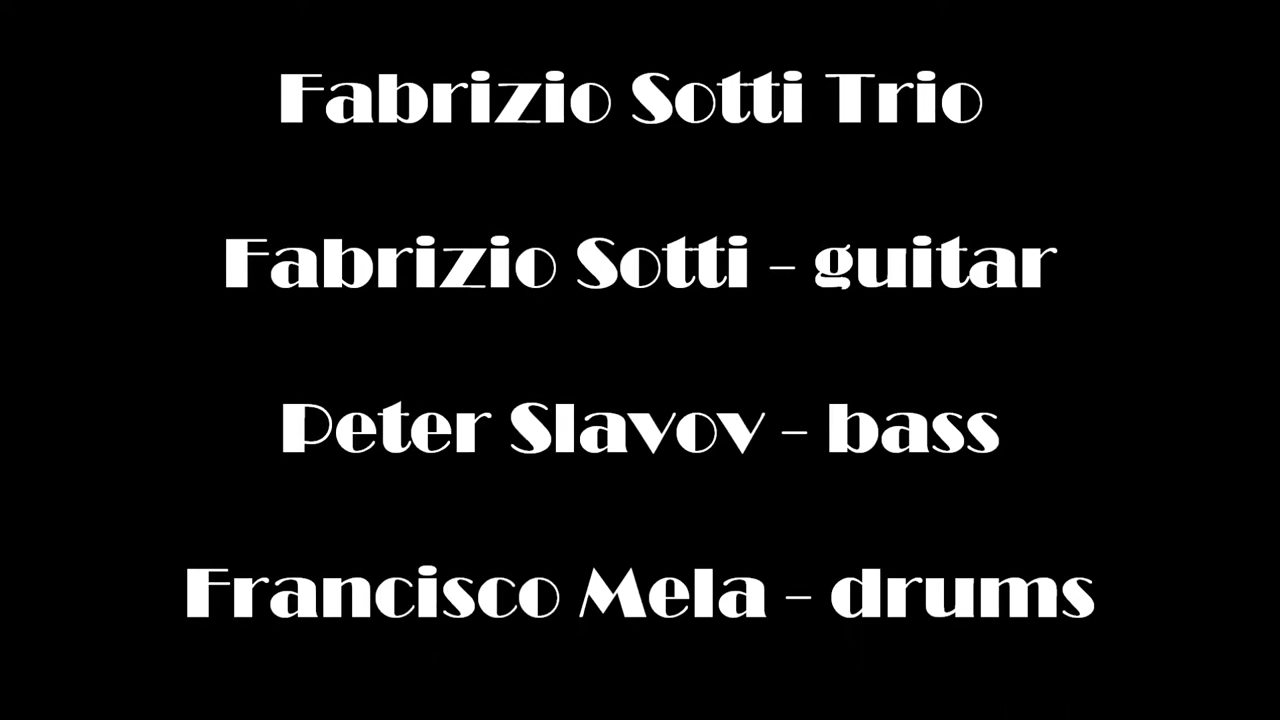 Fabrizio Sotti Trio
Fabrizio Sotti - guitar
Peter Slavov - bass
Francisco Mela - drums